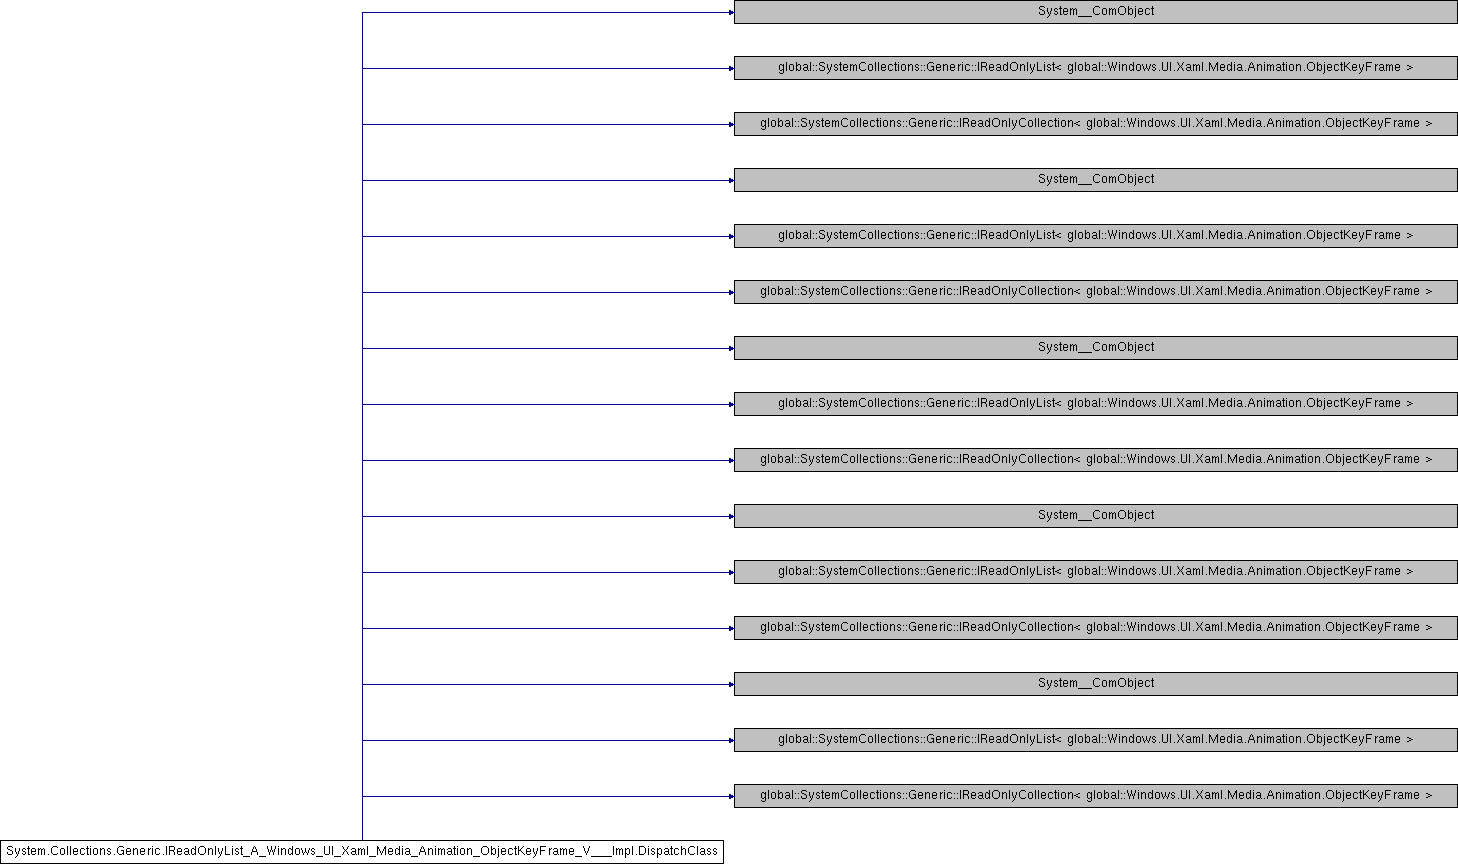 System__ComObject
global::SystemCollections::Generic::IReadOnlyList< global::Windows.UI.Xaml.Media.Animation.ObjectKeyFrame >
global::SystemCollections::Generic::IReadOnlyCollection< global::Windows.UI.Xaml.Media.Animation.ObjectKeyFrame >
System__ComObject
global::SystemCollections::Generic::IReadOnlyList< global::Windows.UI.Xaml.Media.Animation.ObjectKeyFrame >
global::SystemCollections::Generic::IReadOnlyCollection< global::Windows.UI.Xaml.Media.Animation.ObjectKeyFrame >
System__ComObject
global::SystemCollections::Generic::IReadOnlyList< global::Windows.UI.Xaml.Media.Animation.ObjectKeyFrame >
global::SystemCollections::Generic::IReadOnlyCollection< global::Windows.UI.Xaml.Media.Animation.ObjectKeyFrame >
System__ComObject
global::SystemCollections::Generic::IReadOnlyList< global::Windows.UI.Xaml.Media.Animation.ObjectKeyFrame >
global::SystemCollections::Generic::IReadOnlyCollection< global::Windows.UI.Xaml.Media.Animation.ObjectKeyFrame >
System__ComObject
global::SystemCollections::Generic::IReadOnlyList< global::Windows.UI.Xaml.Media.Animation.ObjectKeyFrame >
global::SystemCollections::Generic::IReadOnlyCollection< global::Windows.UI.Xaml.Media.Animation.ObjectKeyFrame >
System.Collections.Generic.IReadOnlyList_A_Windows_UI_Xaml_Media_Animation_ObjectKeyFrame_V___Impl.DispatchClass